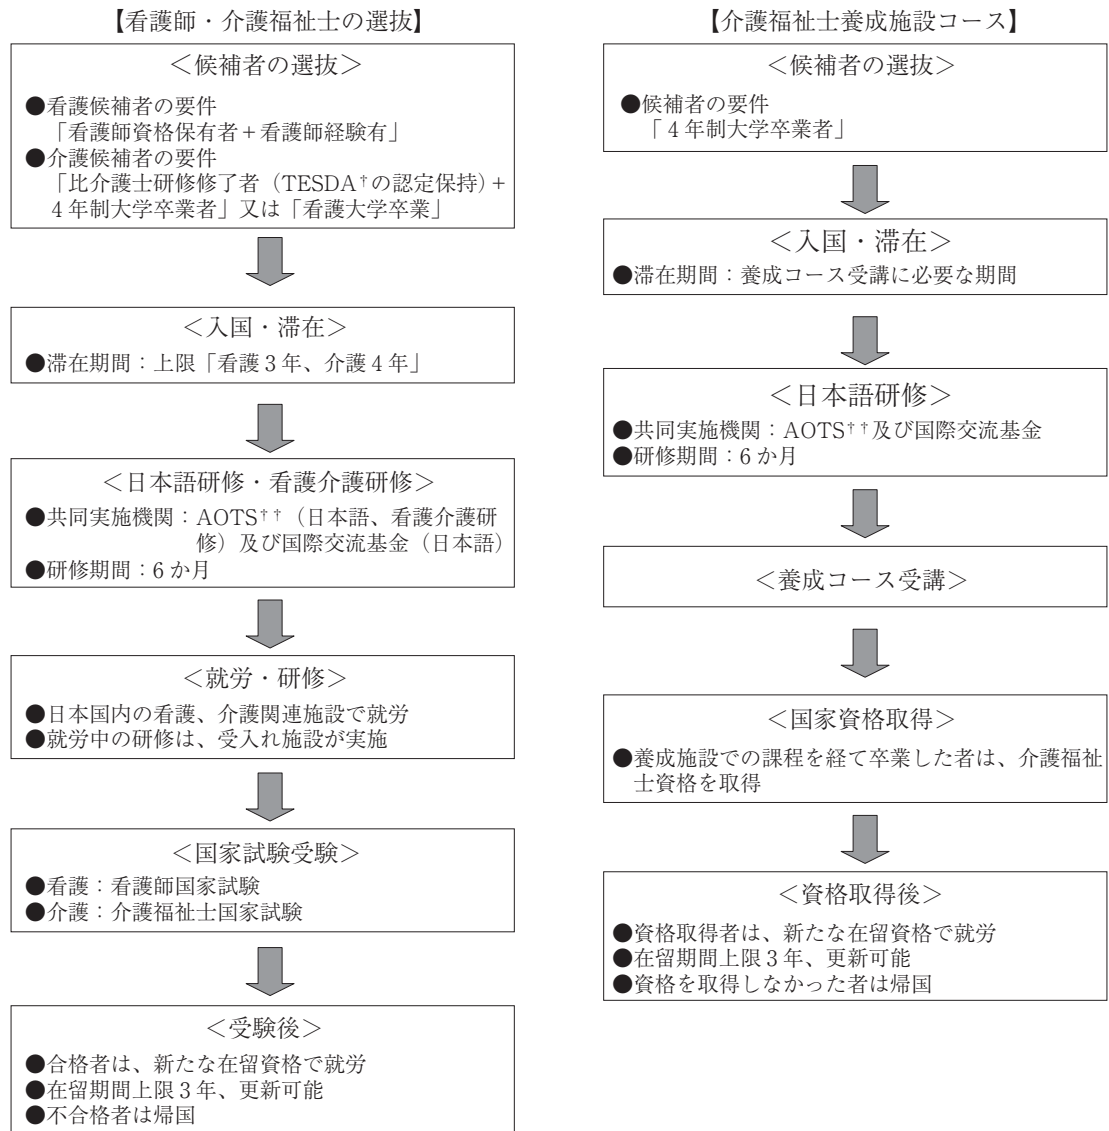 【看護師・介護福祉士の選抜】
＜候補者の選抜＞
●看護候補者の要件
「看護師資格保有者＋看護師経験有」
●介護候補者の要件
「比介護士研修修了者（TESDA†の認定保持）＋
４年制大学卒業者」又は「看護大学卒業」
＜入国・滞在＞
●滞在期間：上限「看護３年、介護４年」
＜日本語研修・看護介護研修＞
●共同実施機関：AOTS††（日本語、看護介護研
修）及び国際交流基金（日本語）
●研修期間：6か月
＜就労・研修＞
●日本国内の看護、介護関連施設で就労
●就労中の研修は、受入れ施設が実施
＜国家試験受験＞
●看護：看護師国家試験
●介護：介護福祉士国家試験
＜受験後＞
●合格者は、新たな在留資格で就労
●在留期間上限３年、更新可能
●不合格者は帰国
【介護福祉士養成施設コース】
＜候補者の選抜＞
●候補者の要件
「４年制大学卒業者」
＜入国・滞在＞
●滞在期間：養成コース受講に必要な期間
＜日本語研修＞
●共同実施機関：AOTS††及び国際交流基金
●研修期間：6か月
＜養成コース受講＞
＜国家資格取得＞
●養成施設での課程を経て卒業した者は、介護福祉
士資格を取得
＜資格取得後＞
●資格取得者は、新たな在留資格で就労
●在留期間上限３年、更新可能
●資格を取得しなかった者は帰国